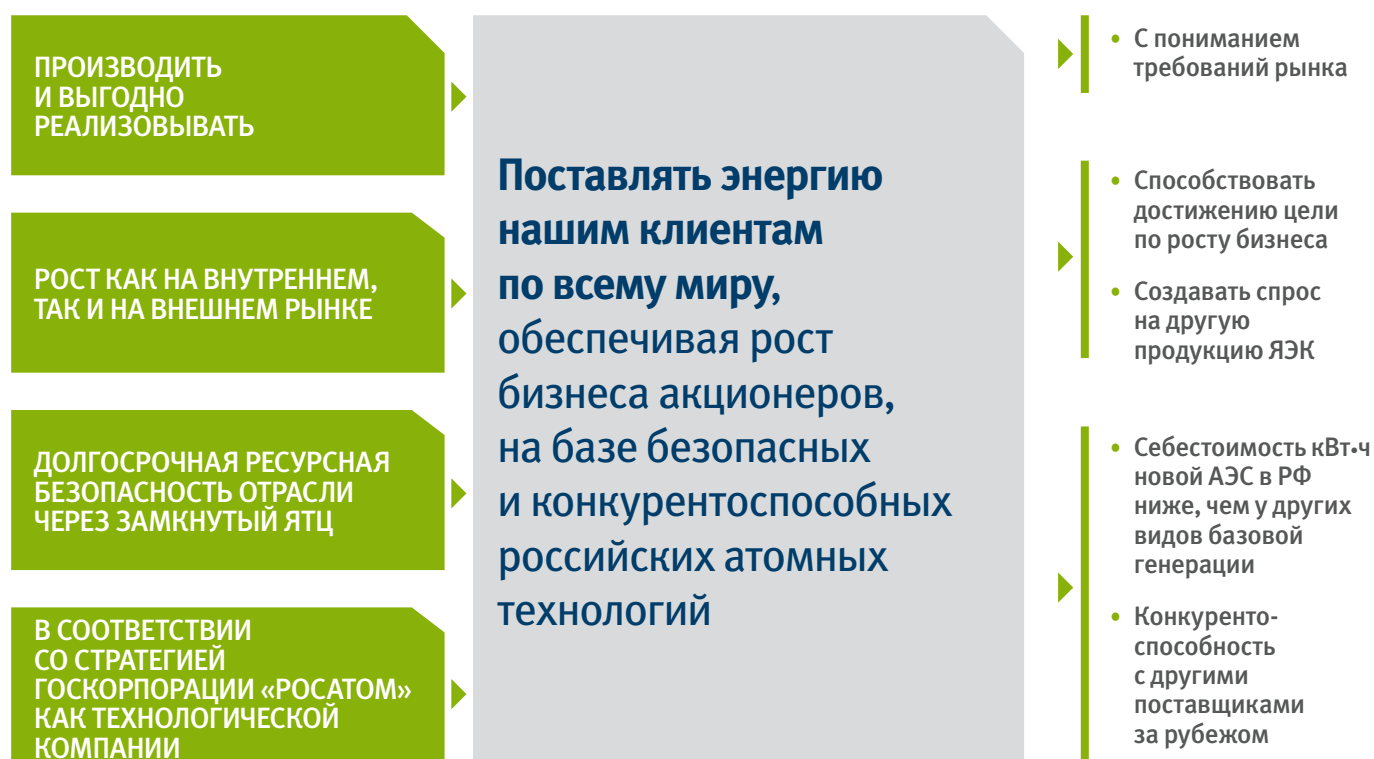 ПРОИЗВОДИТЬ
И ВЫГОДНО
РЕАЛИЗОВЫВАТЬ
РОСТ КАК НА ВНУТРЕННЕМ,
ТАК И НА ВНЕШНЕМ РЫНКЕ
ДОЛГОСРОЧНАЯ РЕСУРСНАЯ
БЕЗОПАСНОСТЬ ОТРАСЛИ
ЧЕРЕЗ ЗАМКНУТЫЙ ЯТЦ
В СООТВЕТСТВИИ
СО СТРАТЕГИЕЙ
ГОСКОРПОРАЦИИ «РОСАТОМ»
КАК ТЕХНОЛОГИЧЕСКОЙ
КОМПАНИИ
Поставлять энергию
нашим клиентам
по всему миру,
обеспечивая рост
бизнеса акционеров,
на базе безопасных
и конкурентоспособных
российских атомных
технологий
• С пониманием
требований рынка
• Способствовать
достижению цели
по росту бизнеса
• Создавать спрос
на другую
продукцию ЯЭК
• Себестоимость кВт•ч
новой АЭС в РФ
ниже, чем у других
видов базовой
генерации
• Конкуренто-
способность
с другими
поставщиками
за рубежом